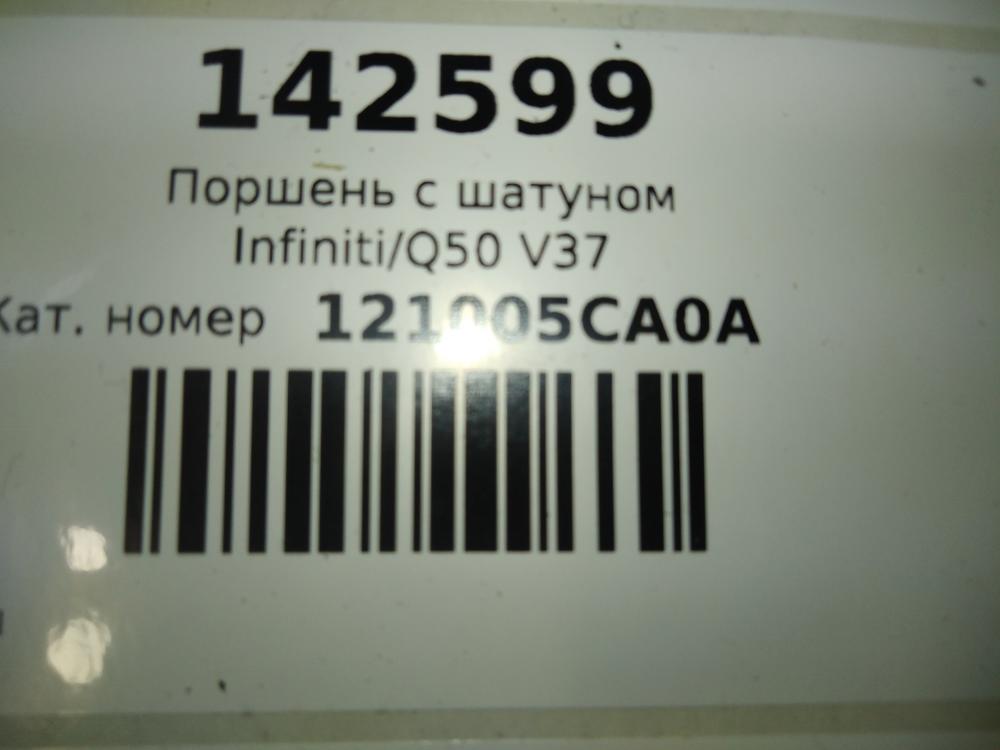 142599
Поршень с шатуном
Infiniti/Q50 V37
Кат. номер 121005CA0A